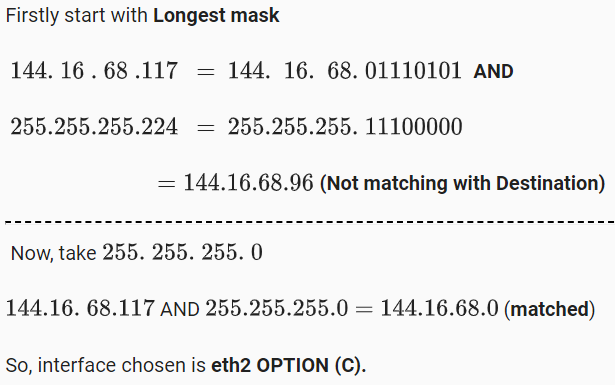 Firstly start with Longest mask
144. 16 . 68 .117 = 144. 16. 68. 01110101 AND
255.255.255.224 = 255.255.255. 11100000
= 144.16.68.96 (Not matching with Destination)
Now, take 255. 255. 255. 0
144.16. 68.117 AND 255.255.255.0 = 144.16.68.0 (matched)
So, interface chosen is eth2 OPTION (C).